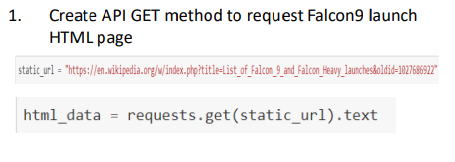 1. Create API GET method to request Falcon9 launch
HTML page
static_url = "https://en.wikipedia.org/w/index.php?title=List_of_Falcon_9_and_Falcon_Heavy_launches&oldid=1027686922"
html_data = requests.get(static_url).text